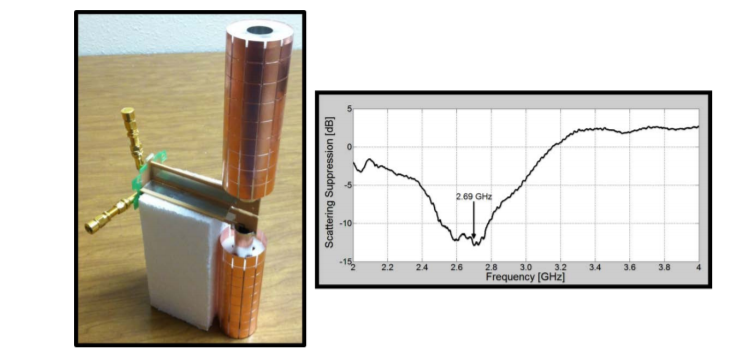 5
0
-5
-10
-15
Scattering Suppression [dB]
2.69 GHz
2 2.2 2.4 2.6 2.8 3.0 3.2 3.4 3.6 3.8 4
Frequency [GHz]